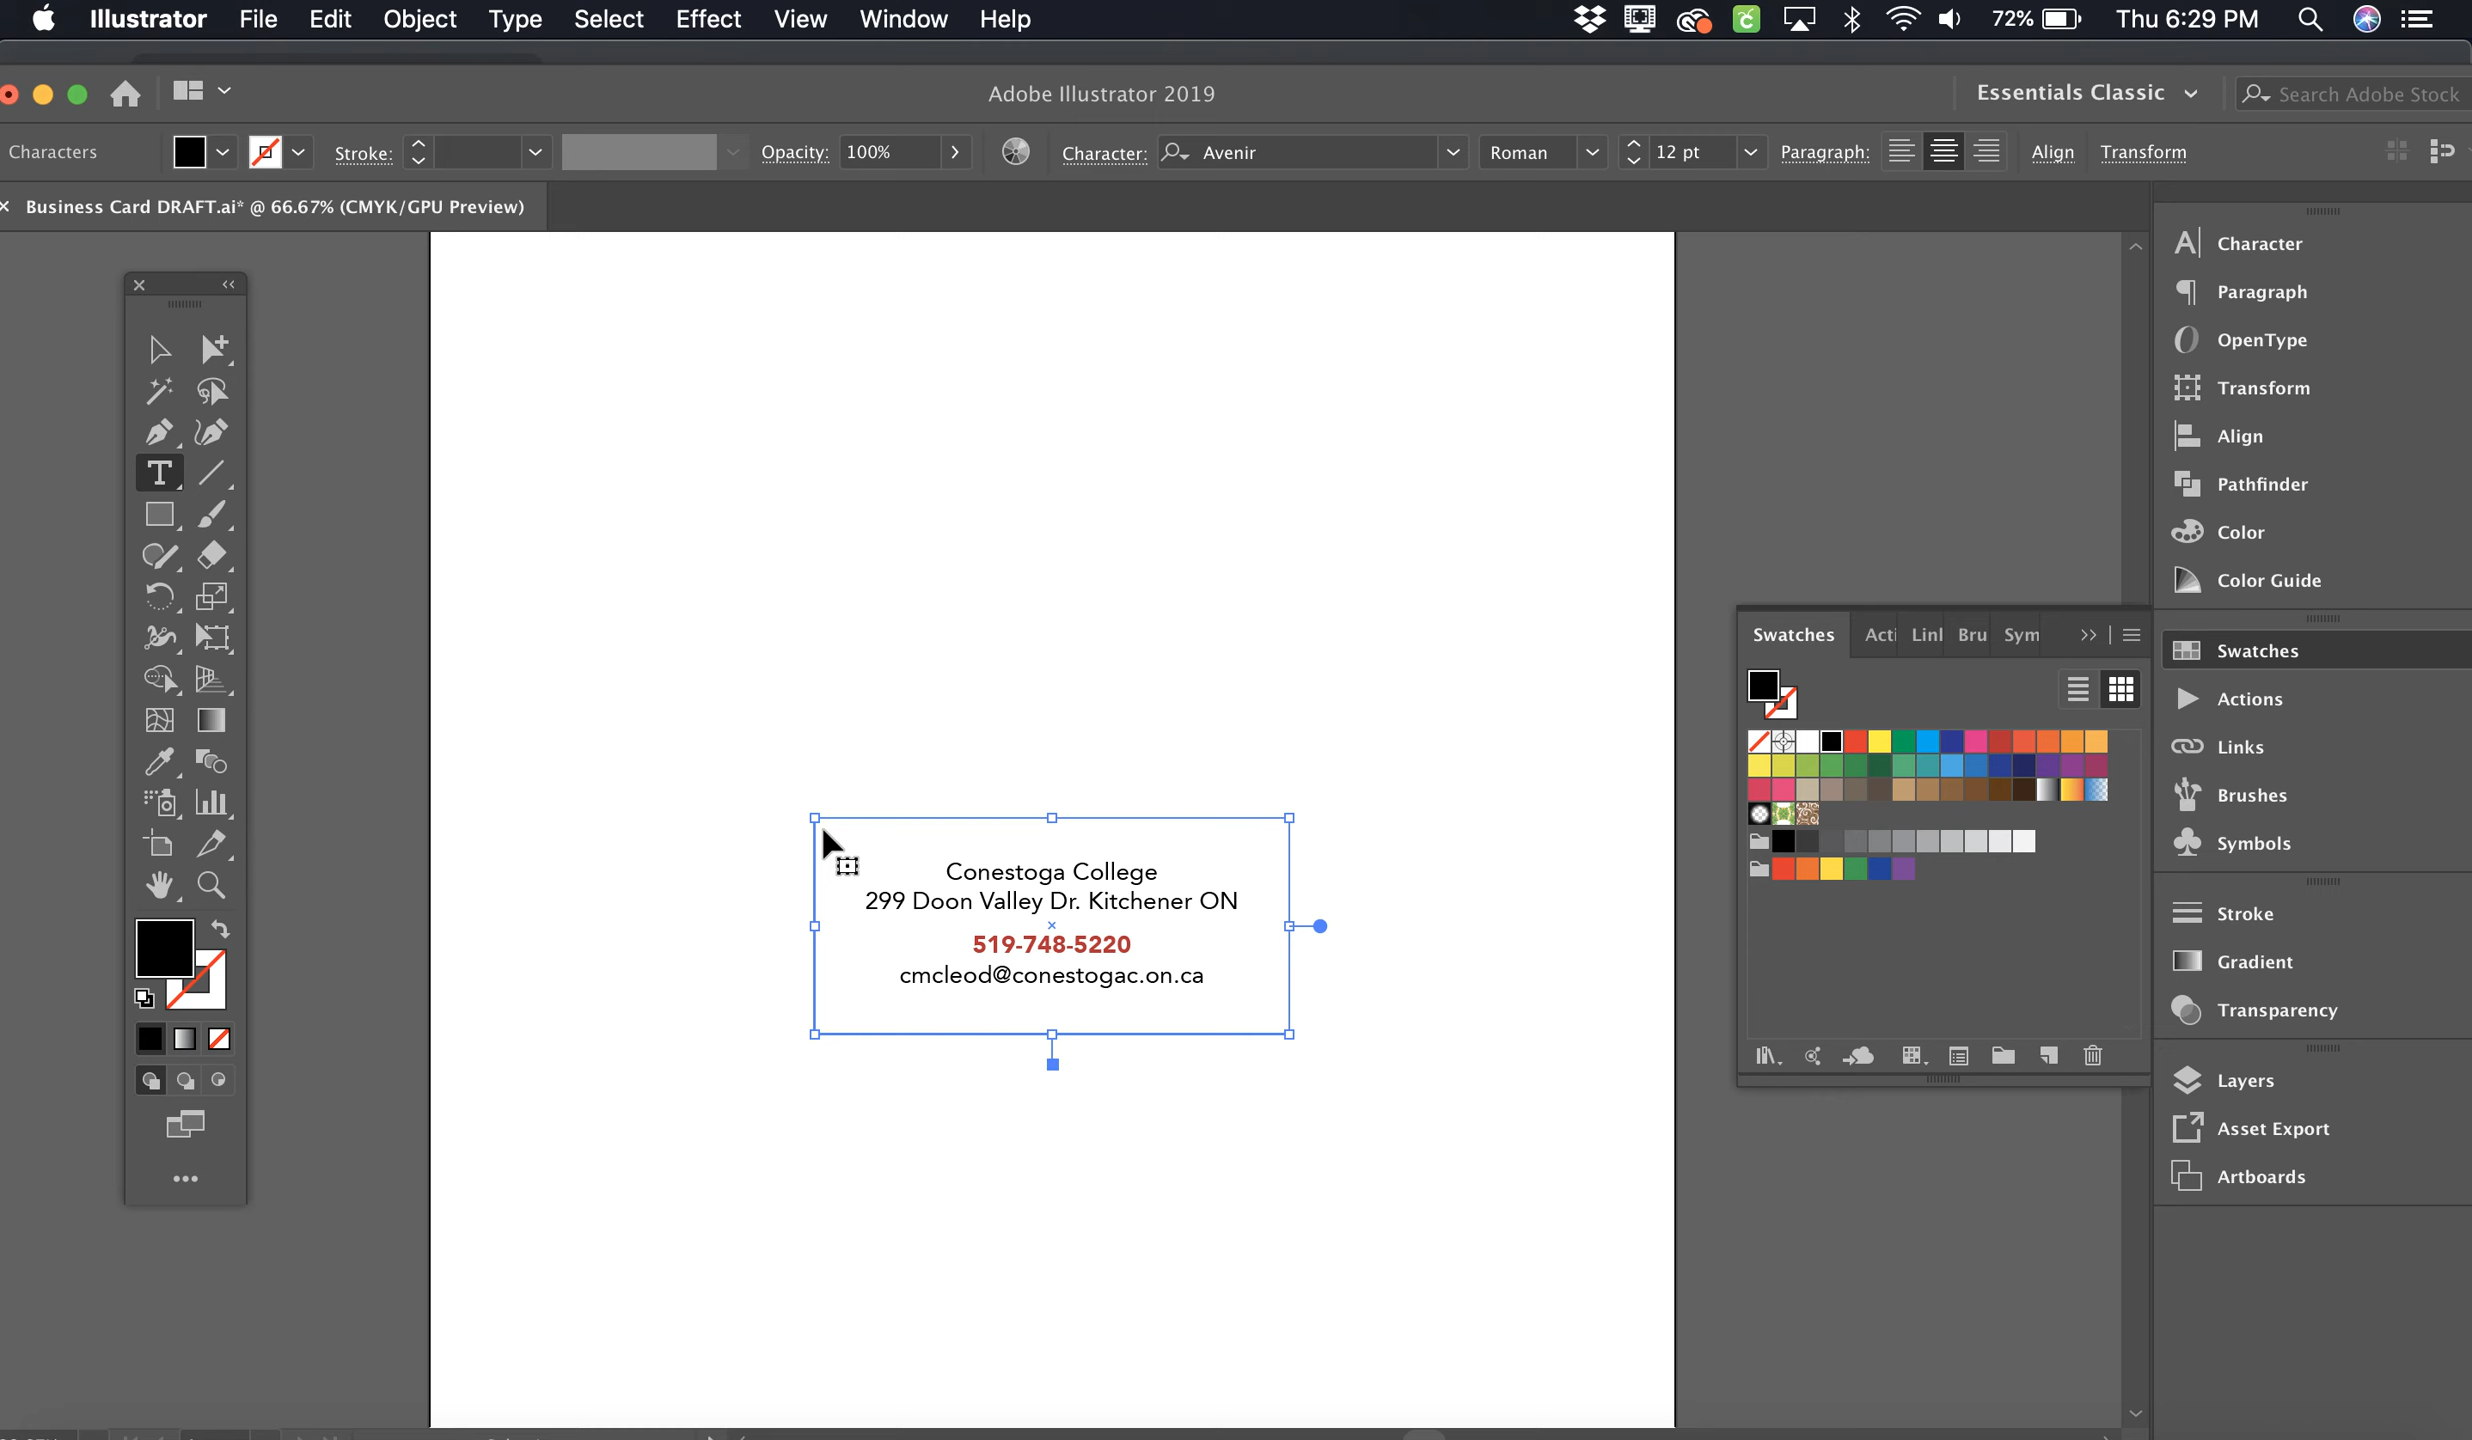 Illustrator File Edit Object Type Select Effect View Window Help 72% Thu 6:29 PM
Adobe Illustrator 2019 Essentials Classic Search Adobe Stock
Characters Stroke: Opacity: 100% Character: Avenir Roman 12 pt Paragraph: Align Transform
Business Card DRAFT.ai* @ 66.67% (CMYK/GPU Preview)
Character
Paragraph
OpenType
Transform
Align
Pathfinder
Color
Color Guide
Swatches Acti Linl Bru Sym
Swatches
Actions
Links
Brushes
Symbols
Stroke
Gradient
Transparency
Layers
Asset Export
Artboards
Conestoga College
299 Doon Valley Dr. Kitchener ON
519-748-5220
cmcleod@conestogac.on.ca